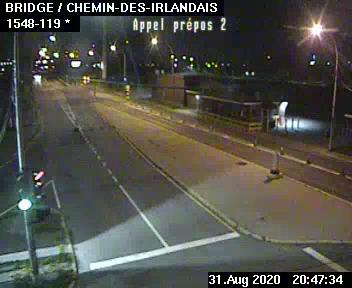 BRIDGE / CHEMIN-DES-IRLANDAIS
1548-119 *
Appel prépos 2
31.Aug 2020 20:47:34